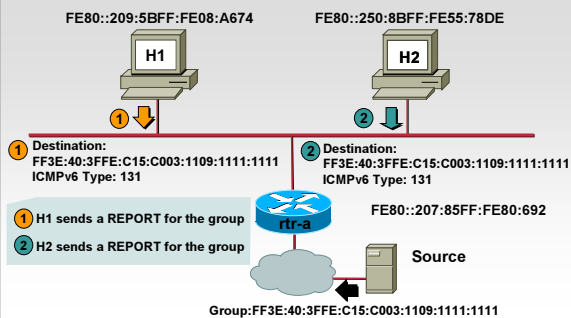 FE80::209:5BFF:FE08:A674
FE80::250:8BFF:FE55:78DE
H1
H2
1
2
1 Destination:
FF3E:40:3FFE:C15:C003:1109:1111:1111
ICMPv6 Type: 131
2 Destination:
FF3E:40:3FFE:C15:C003:1109:1111:1111
ICMPv6 Type: 131
1 H1 sends a REPORT for the group
2 H2 sends a REPORT for the group
rtr-a
FE80::207:85FF:FE80:692
Source
Group:FF3E:40:3FFE:C15:C003:1109:1111:1111